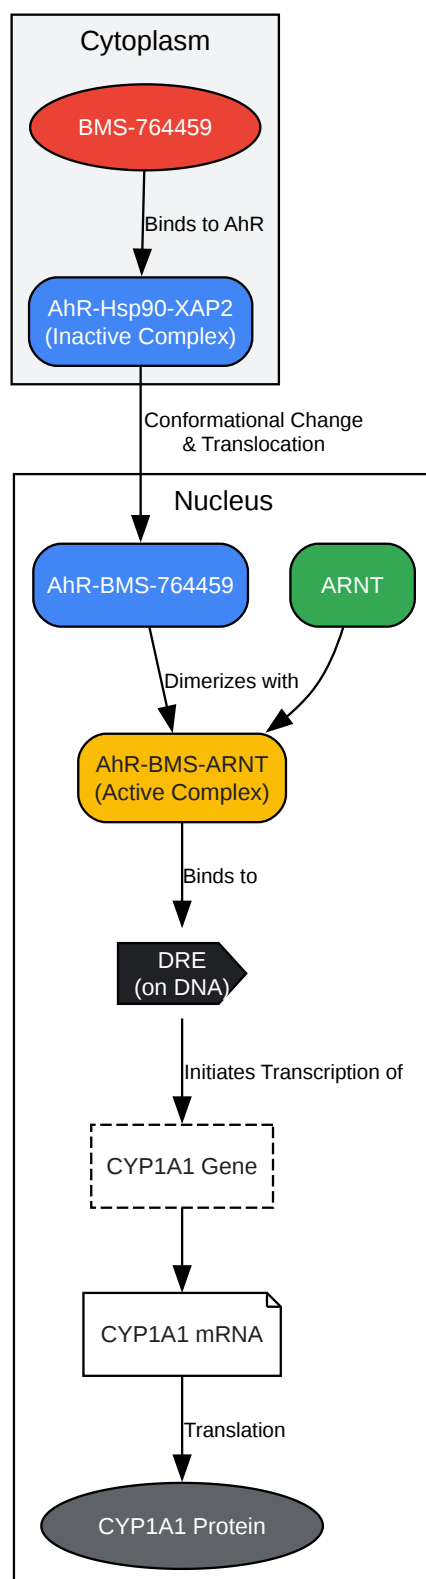 Cytoplasm
BMS-764459
Binds to AhR
AhR-Hsp90-XAP2
(Inactive Complex)
Conformational Change
& Translocation
Nucleus
AhR-BMS-764459
ARNT
Dimerizes with
AhR-BMS-ARNT
(Active Complex)
Binds to
DRE
(on DNA)
Initiates Transcription of
CYP1A1 Gene
CYP1A1 mRNA
Translation
CYP1A1 Protein